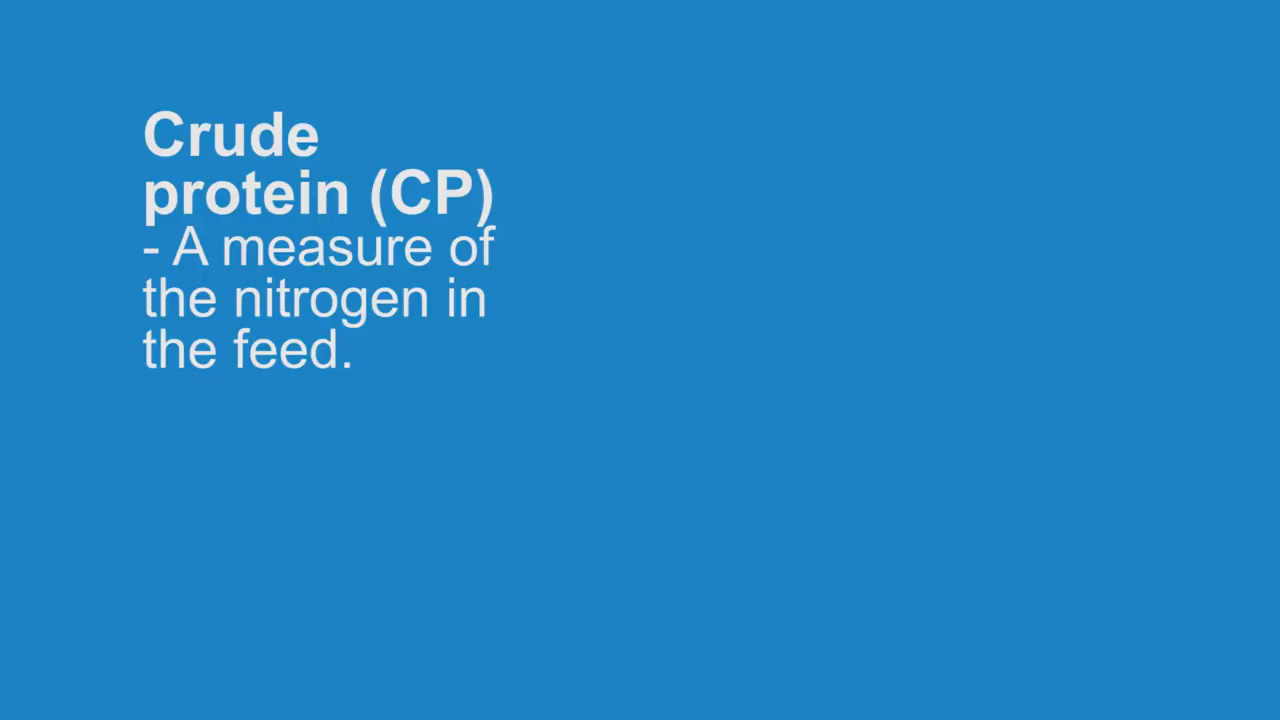 Crude
protein (CP)
- A measure of
the nitrogen in
the feed.